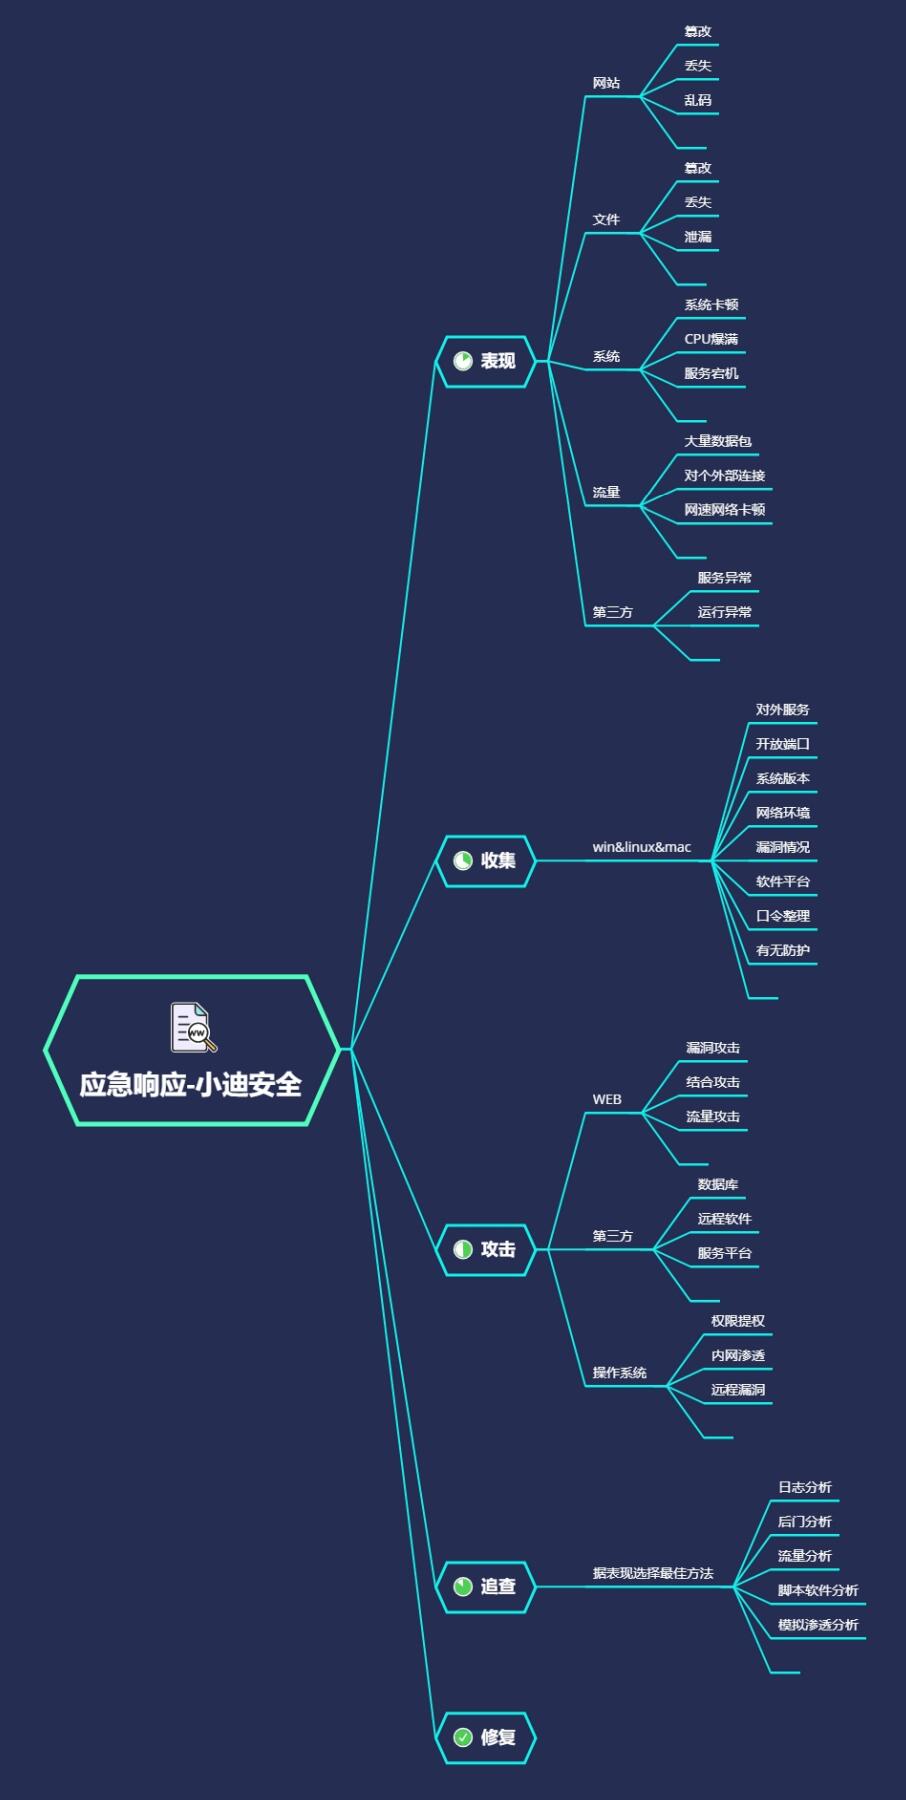 应急响应-小迪安全
表现
网站
篡改
丢失
乱码
文件
篡改
丢失
泄漏
系统
系统卡顿
CPU爆满
服务宕机
流量
大量数据包
对个外部连接
网速网络卡顿
第三方
服务异常
运行异常
收集
win&linux&mac
对外服务
开放端口
系统版本
网络环境
漏洞情况
软件平台
口令整理
有无防护
攻击
WEB
漏洞攻击
结合攻击
流量攻击
第三方
数据库
远程软件
服务平台
操作系统
权限提权
内网渗透
远程漏洞
追查
据表现选择最佳方法
日志分析
后门分析
流量分析
脚本软件分析
模拟渗透分析
修复